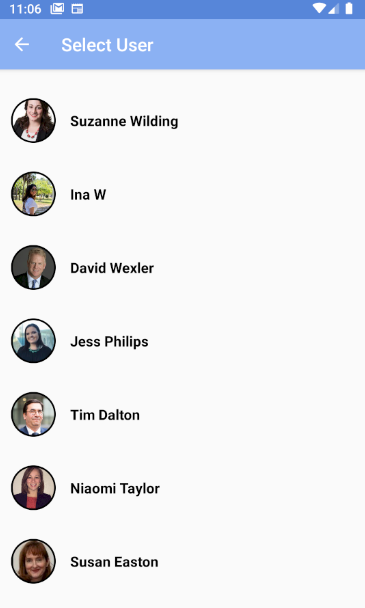 11:06
Select User
Suzanne Wilding
Ina W
David Wexler
Jess Philips
Tim Dalton
Niaomi Taylor
Susan Easton